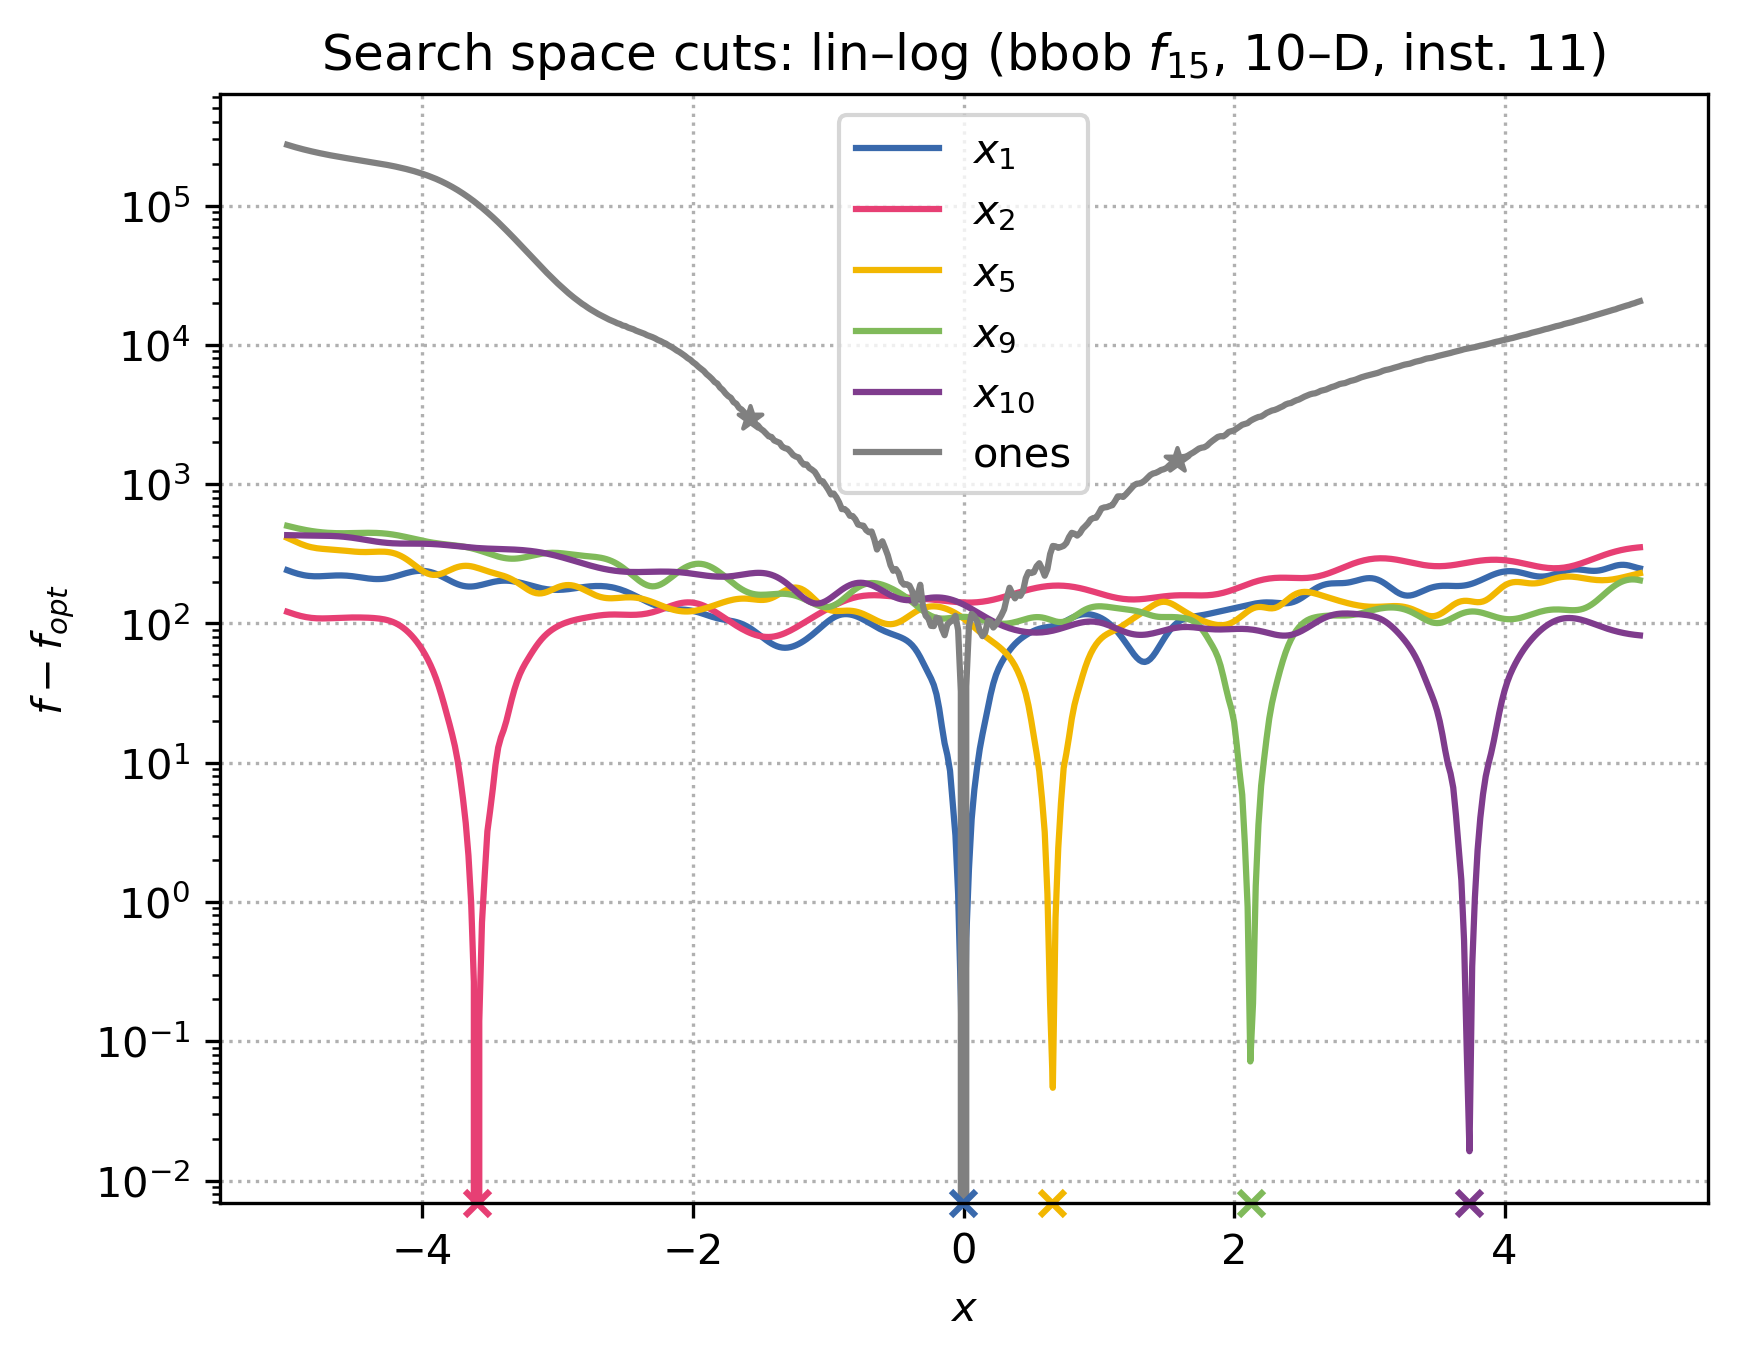 Search space cuts: lin–log (bbob f15, 10–D, inst. 11)
x1
x2
x5
x9
x10
ones
10^5
10^4
10^3
10^2
10^1
10^0
10^−1
10^−2
f − fopt
−4 −2 0 2 4
x